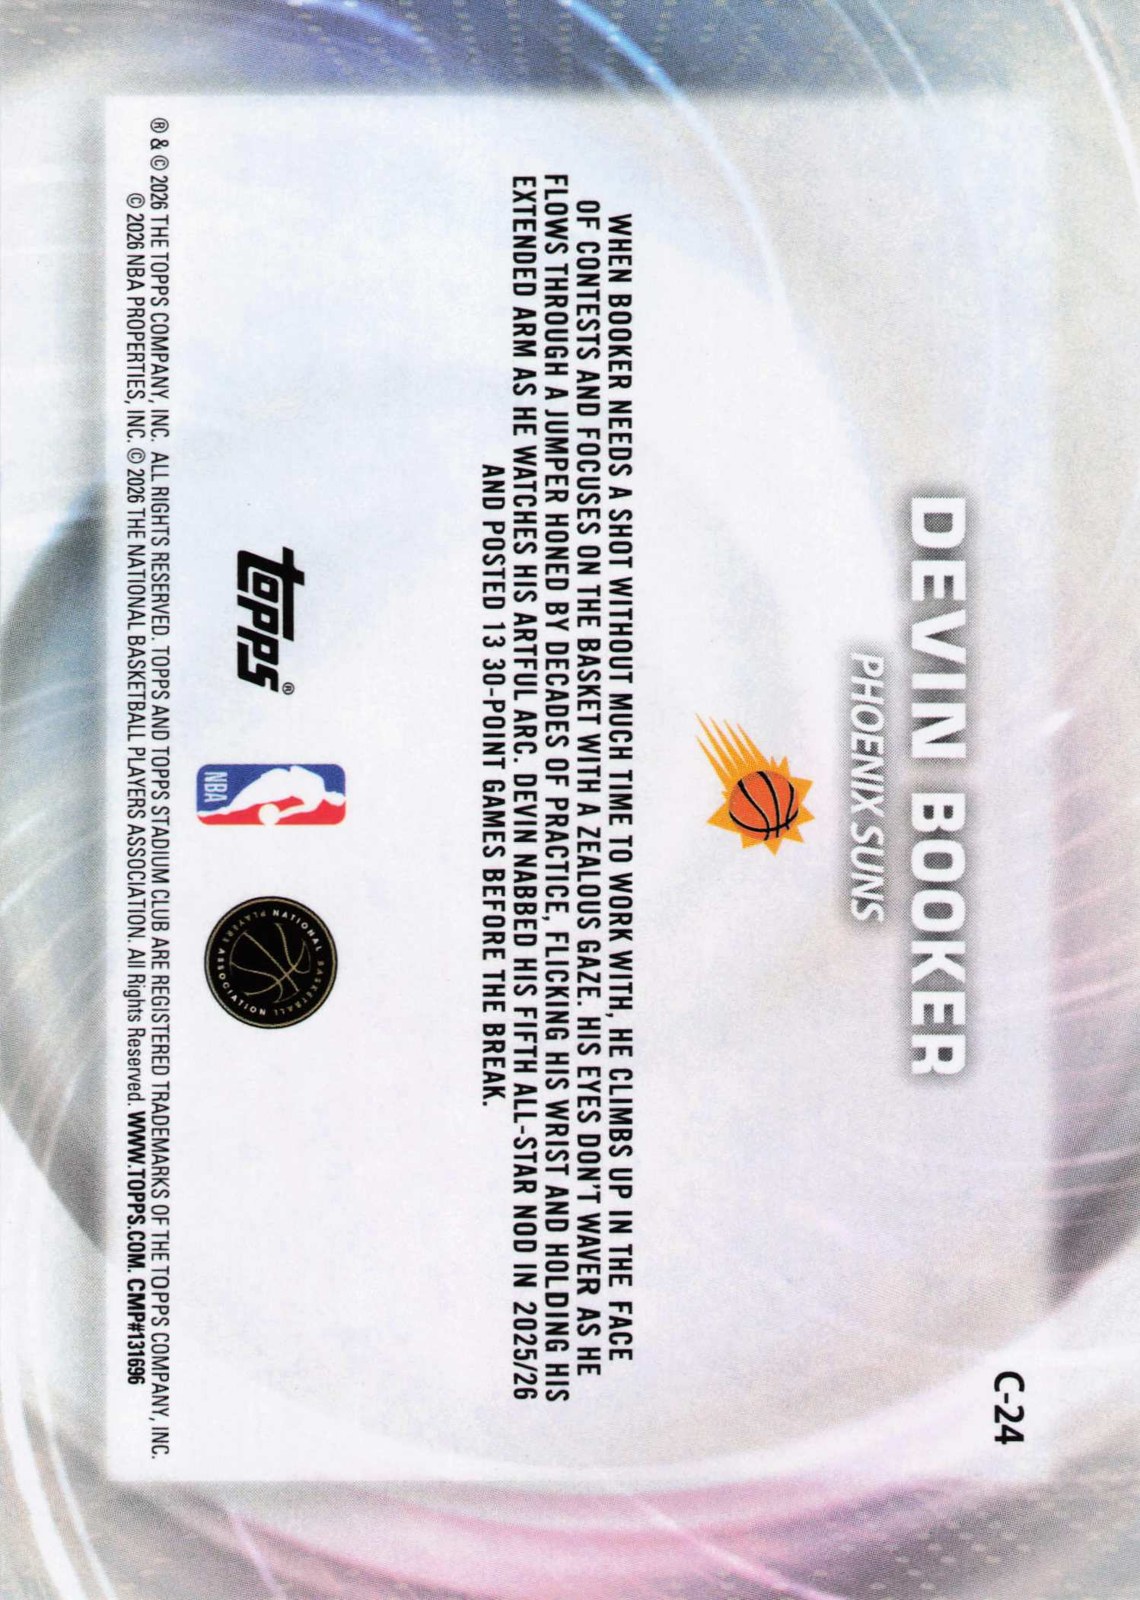 C-24
DEVIN BOOKER
PHOENIX SUNS
WHEN BOOKER NEEDS A SHOT WITHOUT MUCH TIME TO WORK WITH, HE CLIMBS UP IN THE FACE
OF CONTESTS AND FOCUSES ON THE BASKET WITH A ZEALOUS GAZE. HIS EYES DON'T WAVER AS HE
FLOWS THROUGH A JUMPER HONED BY DECADES OF PRACTICE, FLICKING HIS WRIST AND HOLDING HIS
EXTENDED ARM AS HE WATCHES HIS ARTFUL ARC. DEVIN NABBED HIS FIFTH ALL-STAR NOD IN 2025/26
AND POSTED 13 30-POINT GAMES BEFORE THE BREAK.
topps®
NBA
NATIONAL BASKETBALL PLAYERS ASSOCIATION
® & © 2026 THE TOPPS COMPANY, INC. ALL RIGHTS RESERVED. TOPPS AND TOPPS STADIUM CLUB ARE REGISTERED TRADEMARKS OF THE TOPPS COMPANY, INC.
© 2026 NBA PROPERTIES, INC. © 2026 THE NATIONAL BASKETBALL PLAYERS ASSOCIATION. All Rights Reserved. WWW.TOPPS.COM. CMP#131696